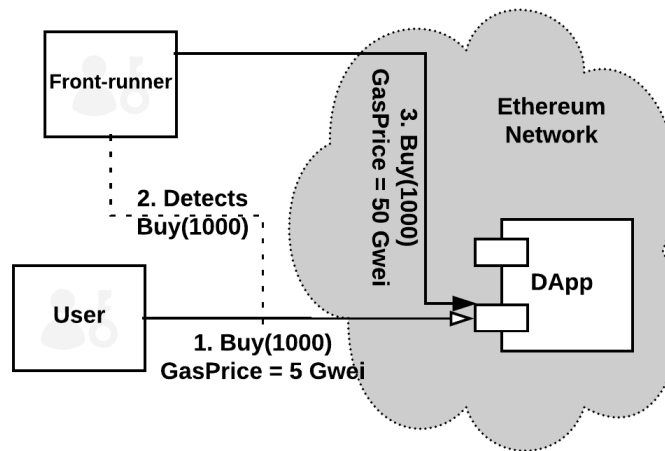 Front-runner
Ethereum
Network
3. Buy(1000)
GasPrice = 50 Gwei
2. Detects
Buy(1000)
DApp
User
1. Buy(1000)
GasPrice = 5 Gwei